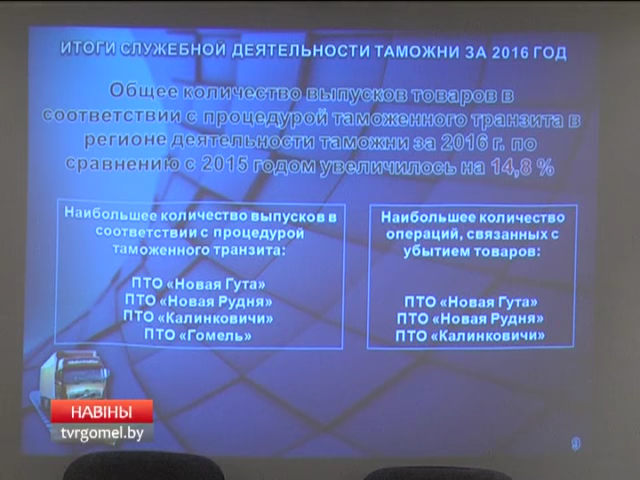 ИТОГИ СЛУЖЕБНОЙ ДЕЯТЕЛЬНОСТИ ТАМОЖНИ ЗА 2016 ГОД
Общее количество выпусков товаров в
соответствии с процедурой таможенного транзита в
регионе деятельности таможни за 2016 г. по
сравнению с 2015 годом увеличилось на 14,8 %
Наибольшее количество выпусков в
соответствии с процедурой
таможенного транзита:
ПТО «Новая Гута»
ПТО «Новая Рудня»
ПТО «Калинковичи»
ПТО «Гомель»
Наибольшее количество
операций, связанных с
убытием товаров:
ПТО «Новая Гута»
ПТО «Новая Рудня»
ПТО «Калинковичи»
НАВІНЫ
tvrgomel.by
9